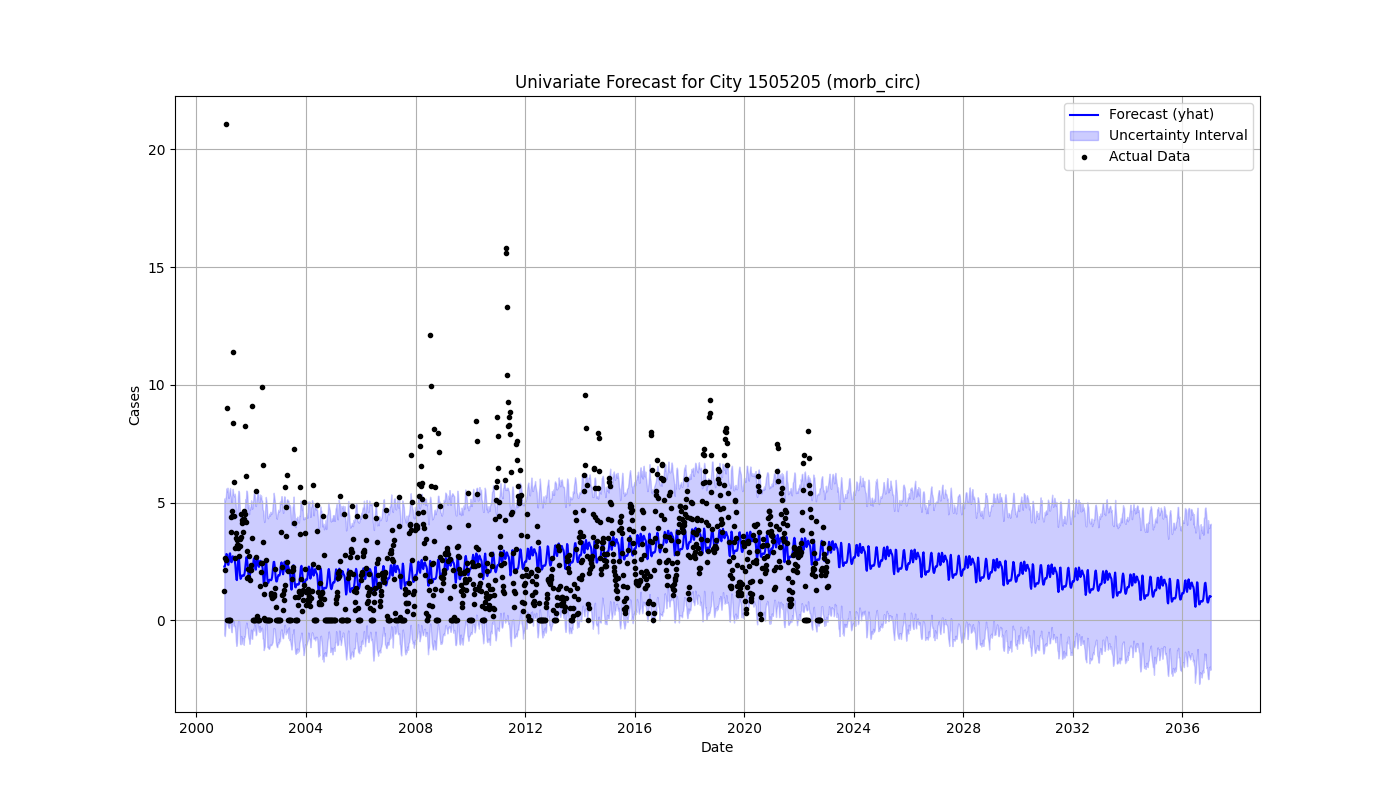 Univariate Forecast for City 1505205 (morb_circ)
Forecast (yhat)
Uncertainty Interval
Actual Data
Cases
20
15
10
5
0
2000 2004 2008 2012 2016 2020 2024 2028 2032 2036
Date